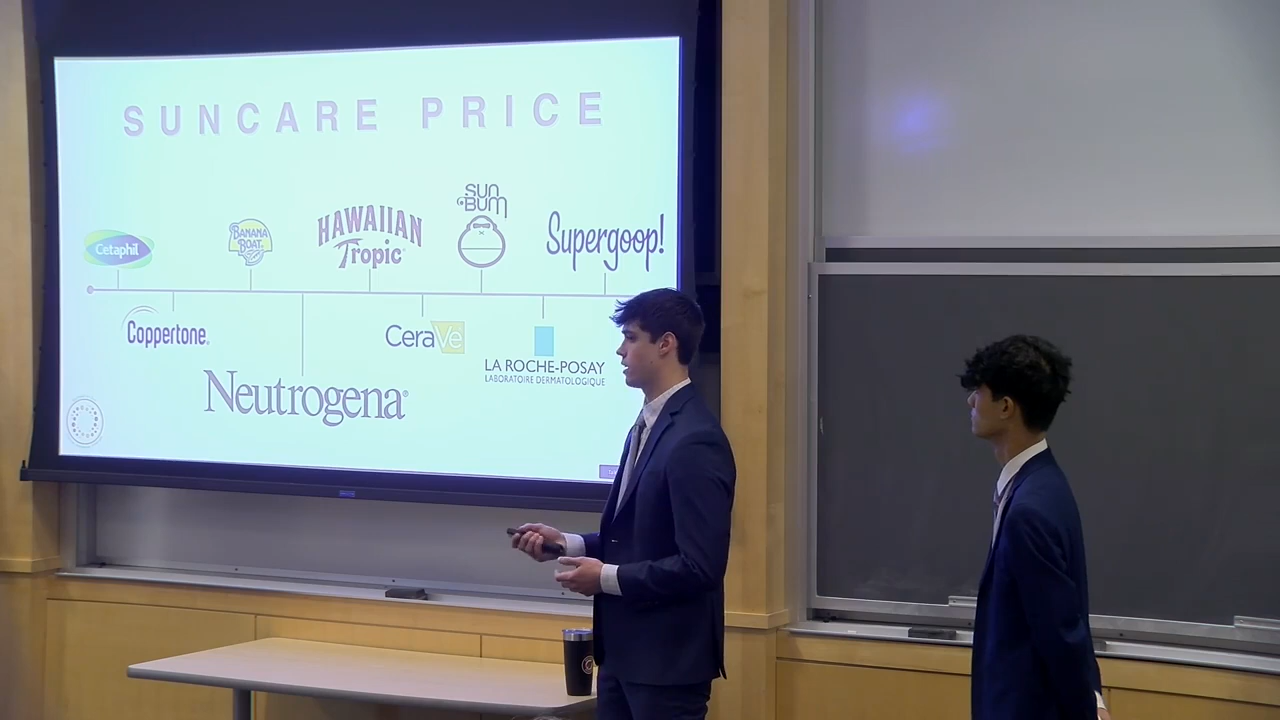 SUNCARE PRICE
Cetaphil
BANANA
BOAT
HAWAIIAN
Tropic
SUN
BUM
Supergoop!
Coppertone
Neutrogena®
CeraVe
LA ROCHE-POSAY
LABORATOIRE DERMATOLOGIQUE